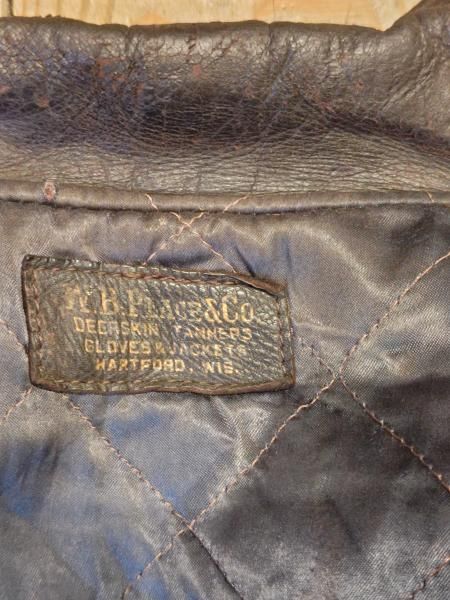 W.B. PLACE & CO.
DEERSKIN TANNERS
GLOVES & JACKETS
HARTFORD, WIS.